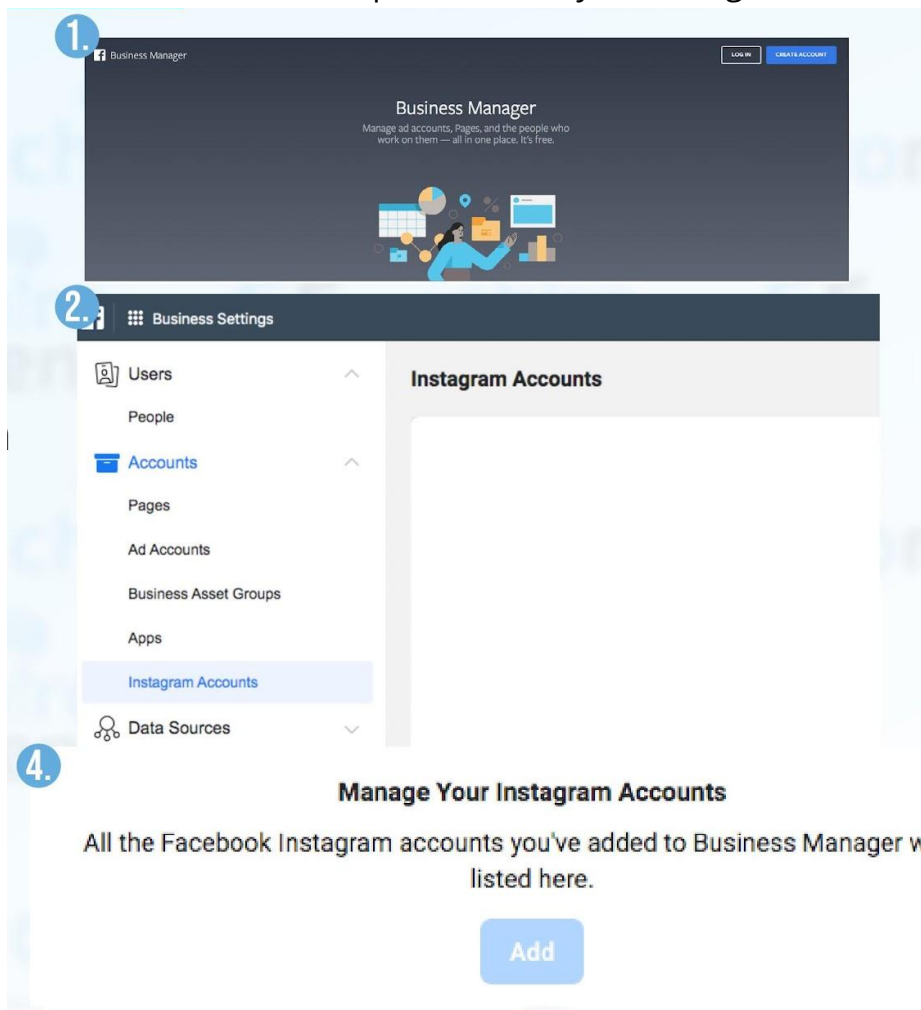 1.
Business Manager
LOG IN
CREATE ACCOUNT
Business Manager
Manage ad accounts, Pages, and the people who
work on them — all in one place. It's free.
2.
Business Settings
Users
People
Accounts
Pages
Ad Accounts
Business Asset Groups
Apps
Instagram Accounts
Data Sources
Instagram Accounts
4.
Manage Your Instagram Accounts
All the Facebook Instagram accounts you've added to Business Manager
listed here.
Add